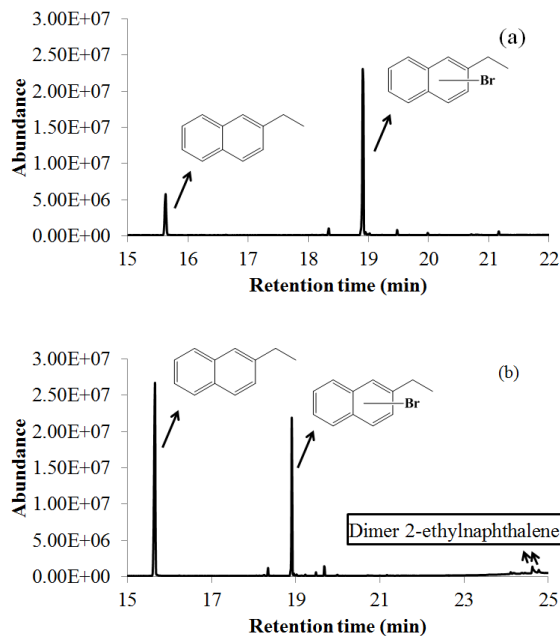 (a)
Abundance
3.00E+07
2.50E+07
2.00E+07
1.50E+07
1.00E+07
5.00E+06
0.00E+00
Br
15 16 17 18 19 20 21 22
Retention time (min)
(b)
Abundance
3.00E+07
2.50E+07
2.00E+07
1.50E+07
1.00E+07
5.00E+06
0.00E+00
Br
Dimer 2-ethylnaphthalene
15 17 19 21 23 25
Retention time (min)